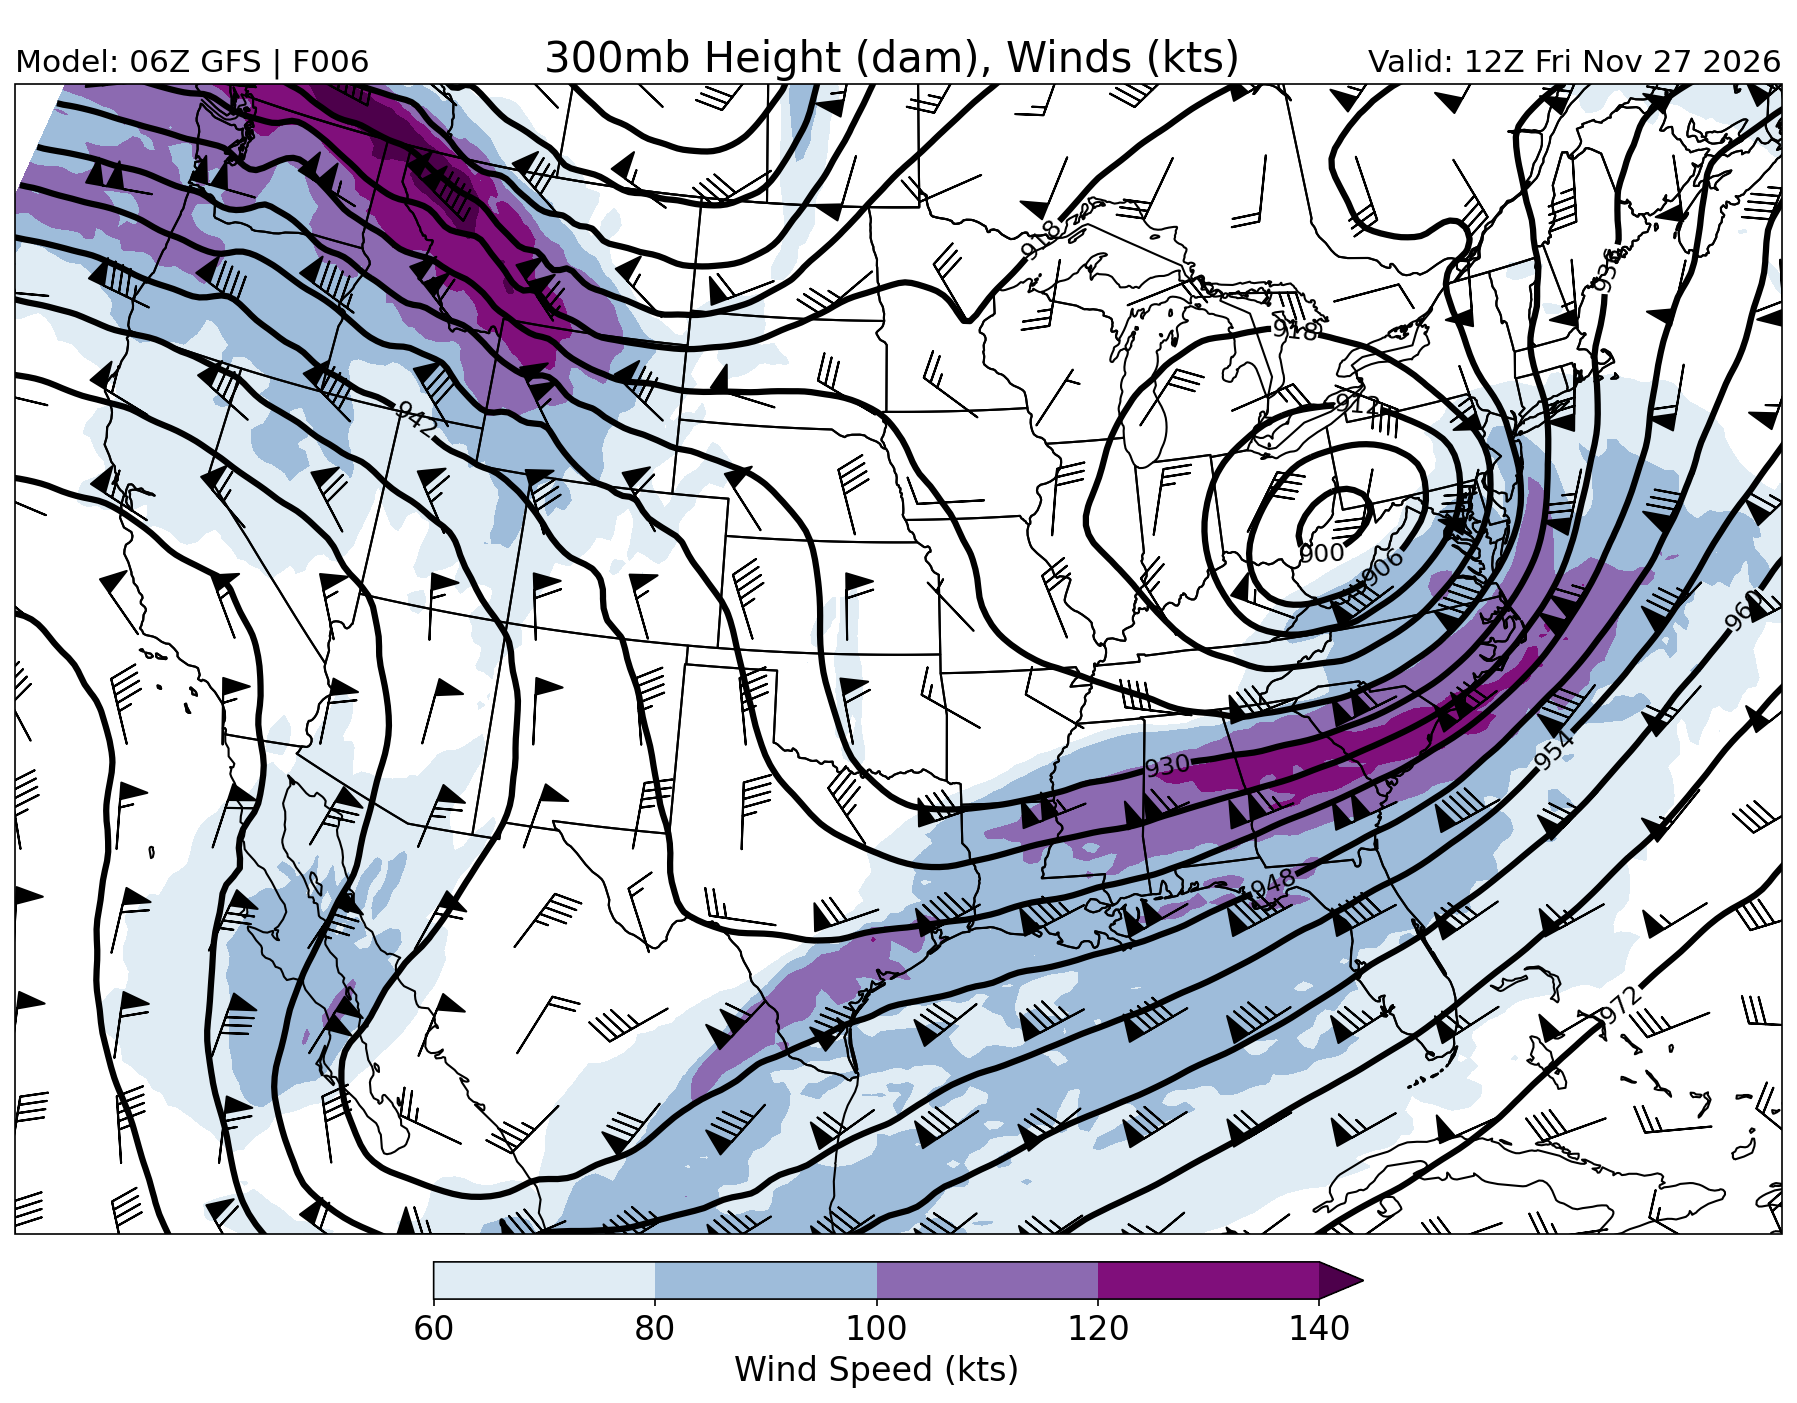 Model: 06Z GFS | F006
300mb Height (dam), Winds (kts)
Valid: 12Z Fri Nov 27 2026
918
936
918
912
942
900
906
960
930
954
948
972
60 80 100 120 140
Wind Speed (kts)